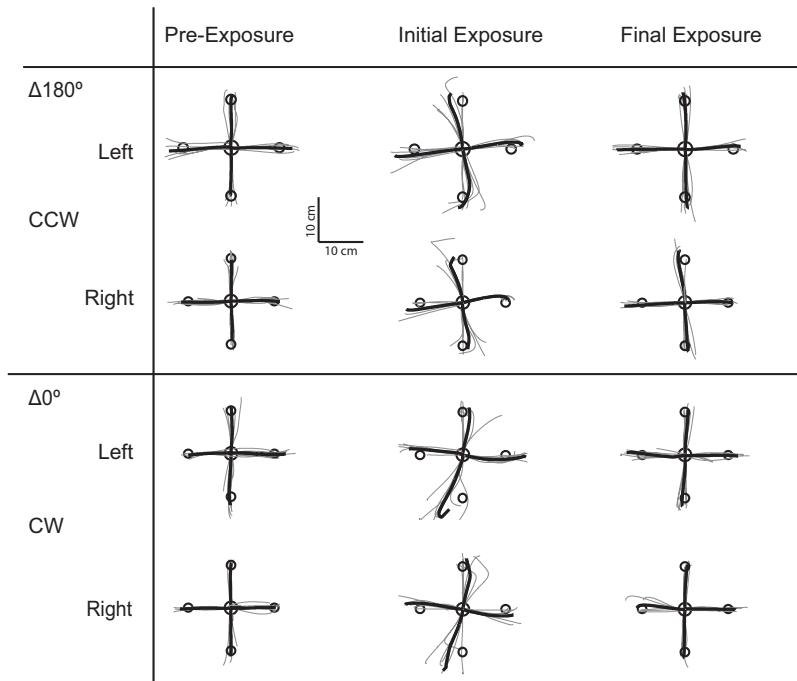 Pre-Exposure Initial Exposure Final Exposure
Δ180º
Left
CCW
10 cm
10 cm
Right
Δ0º
Left
CW
Right